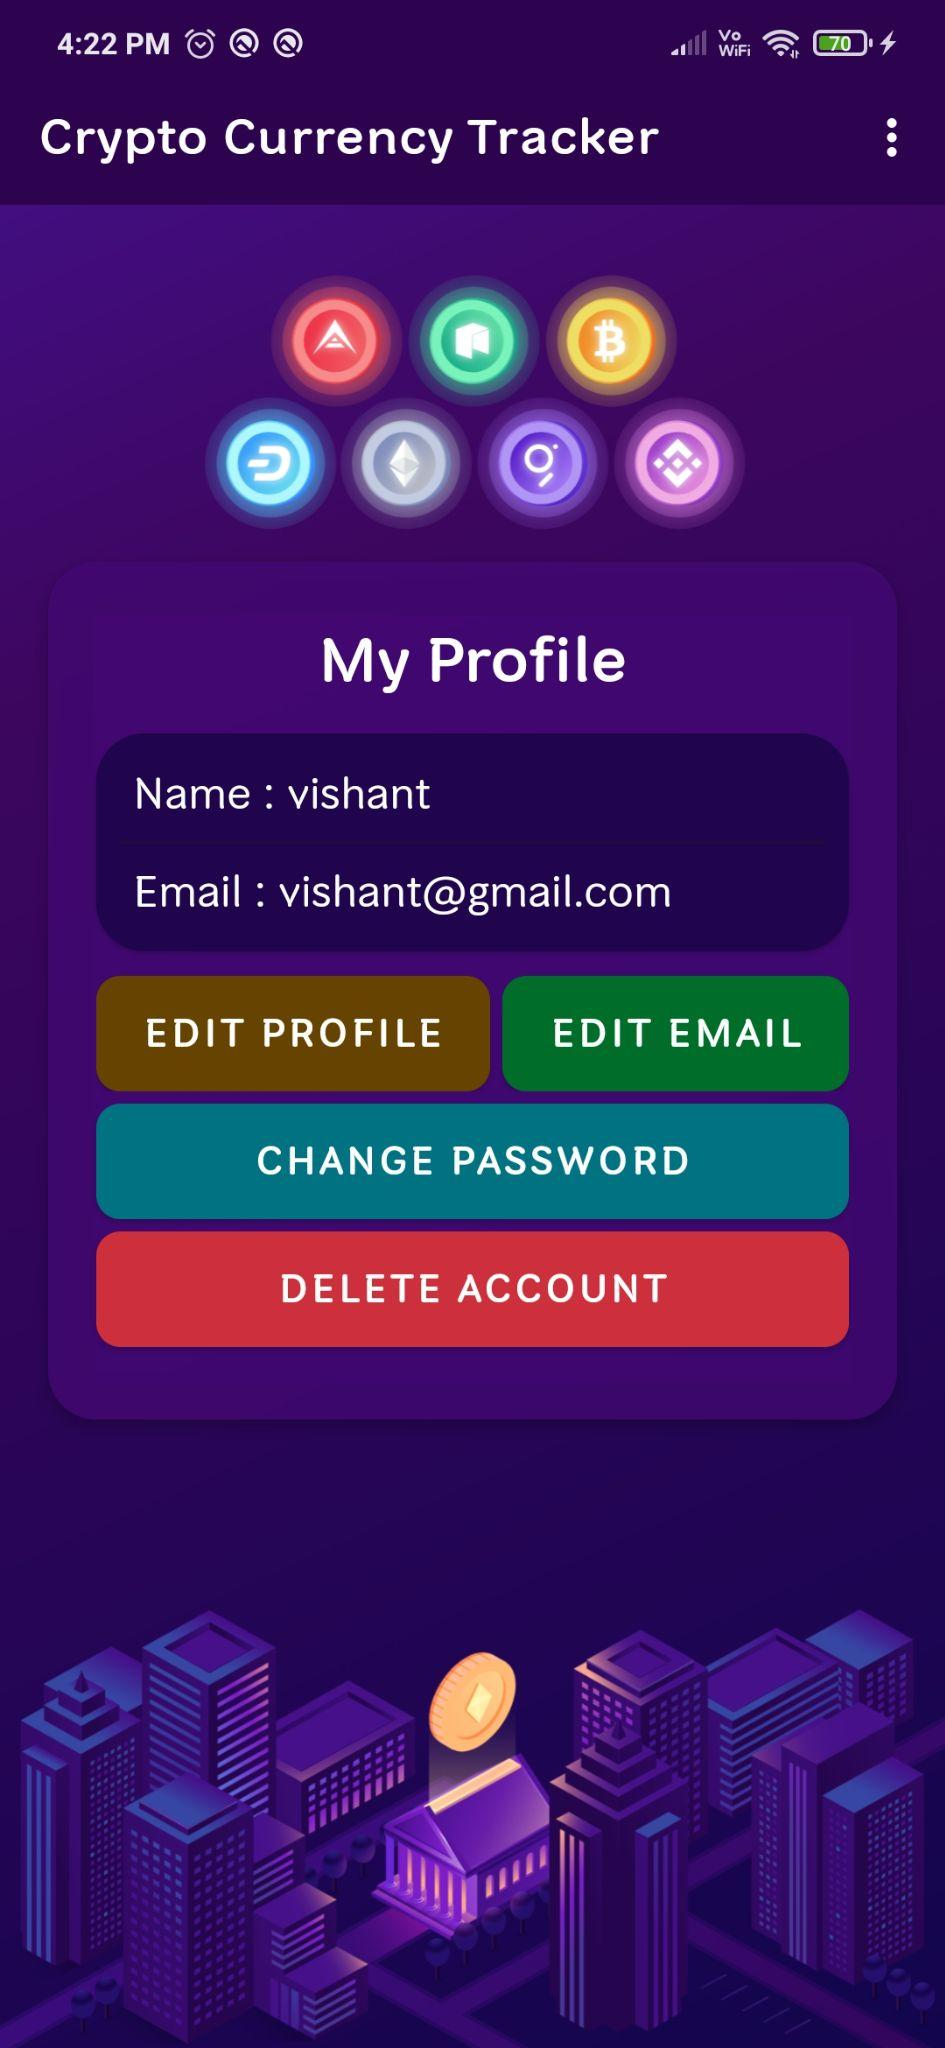 4:22 PM
Vo
WiFi
70
Crypto Currency Tracker
My Profile
Name : vishant
Email : vishant@gmail.com
EDIT PROFILE
EDIT EMAIL
CHANGE PASSWORD
DELETE ACCOUNT